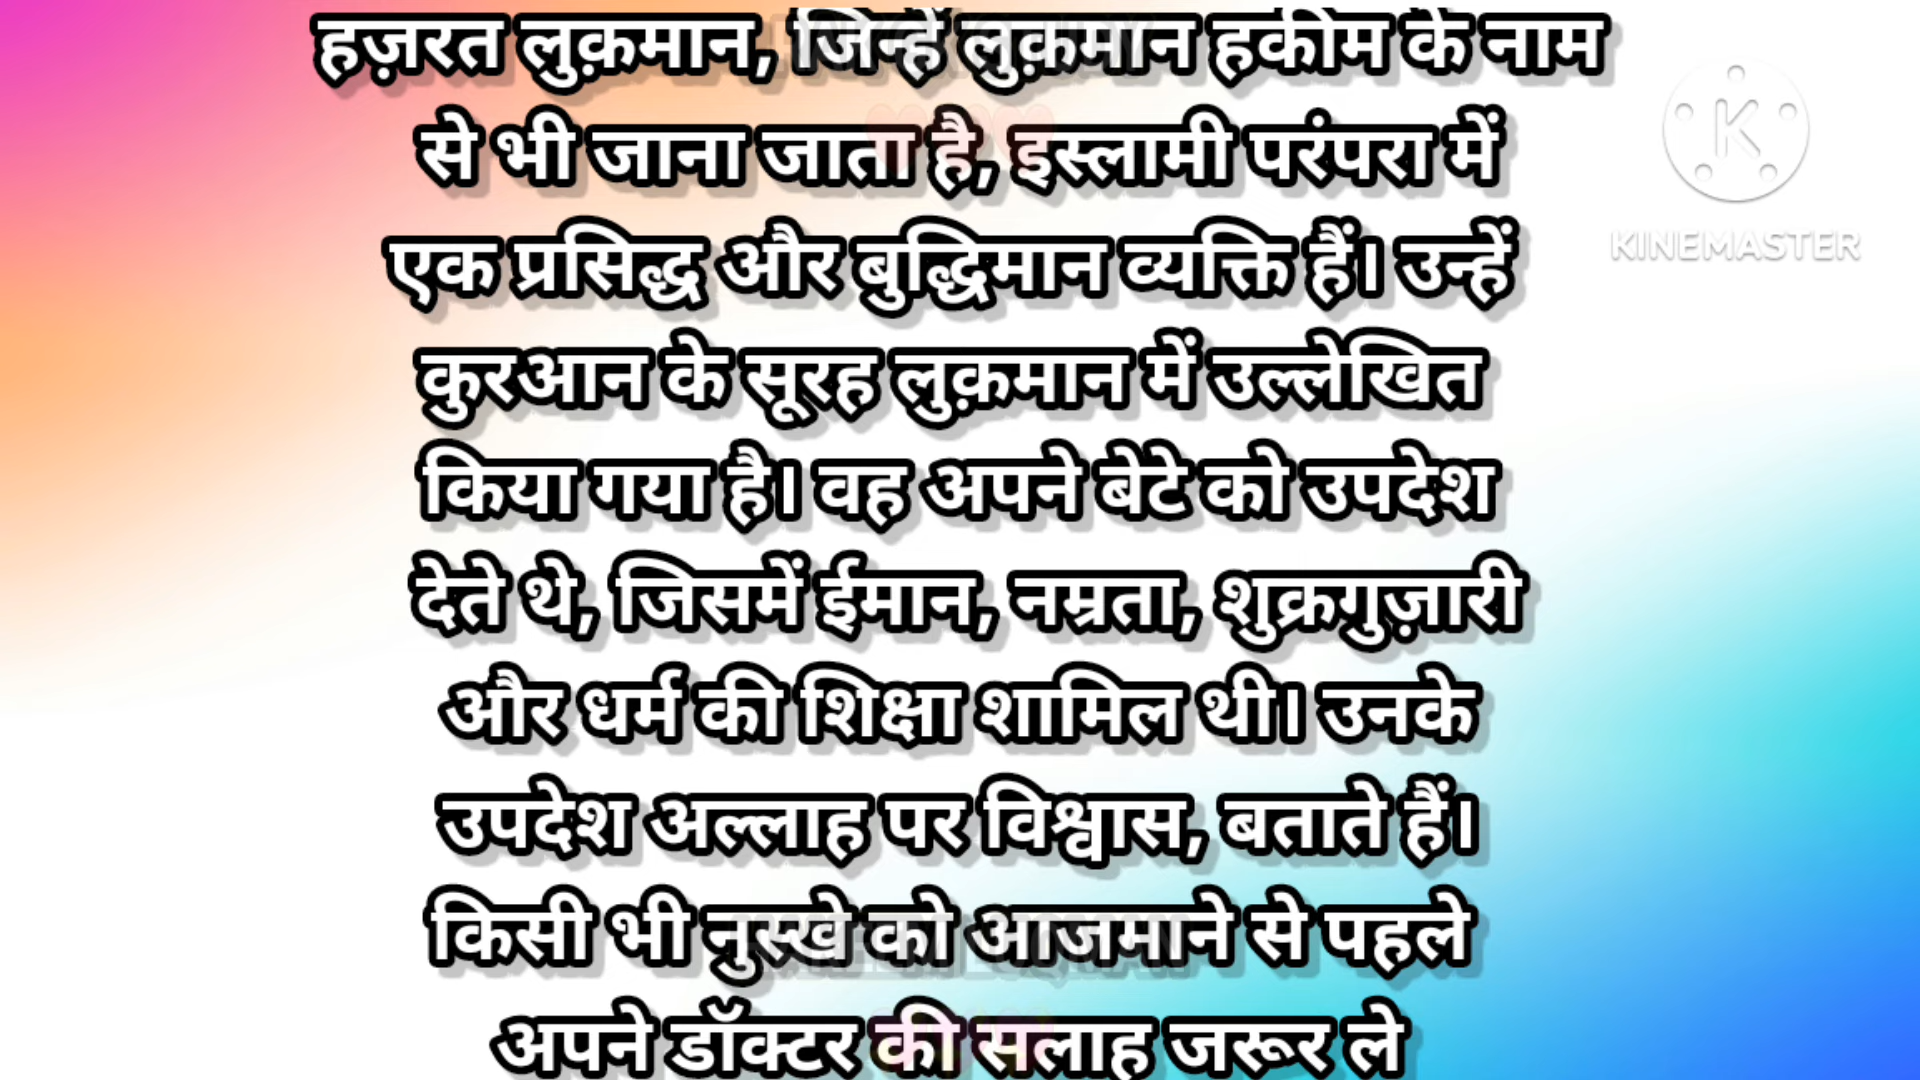 हज़रत लुक़मान, जिन्हें लुक़मान हकीम के नाम
से भी जाना जाता है, इस्लामी परंपरा में
एक प्रसिद्ध और बुद्धिमान व्यक्ति हैं। उन्हें
कुरआन के सूरह लुक़मान में उल्लेखित
किया गया है। वह अपने बेटे को उपदेश
देते थे, जिसमें ईमान, नम्रता, शुक्रगुज़ारी
और धर्म की शिक्षा शामिल थी। उनके
उपदेश अल्लाह पर विश्वास, बताते हैं।
किसी भी नुस्खे को आजमाने से पहले
अपने डॉक्टर की सलाह जरूर ले
K
KINEMASTER